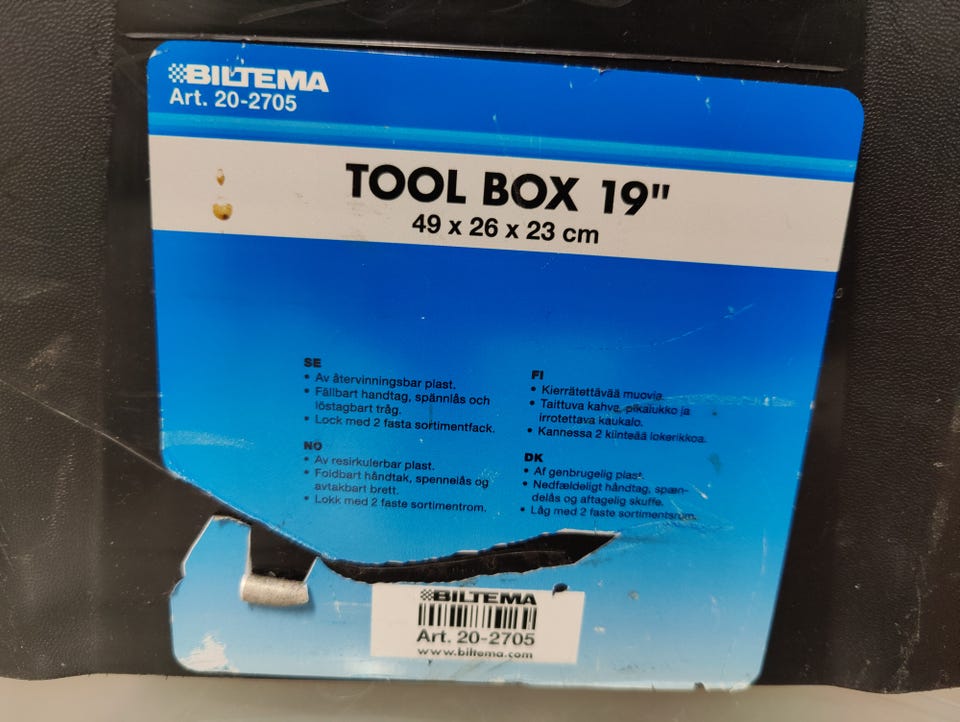 BILTEMA
Art. 20-2705
TOOL BOX 19"
49 x 26 x 23 cm
SE
• Av återvinningsbar plast.
• Fällbart handtag, spännlås och
löstagbart tråg.
• Lock med 2 fasta sortimentfack.
NO
• Av resirkulerbar plast.
• Foldbart håndtak, spennelås og
avtakbart brett.
• Lokk med 2 faste sortimentrom.
FI
• Kierrätettävää muovia.
• Taittuva kahva, pikalukko ja
irrotettava kaukalo.
• Kannessa 2 kiinteää lokerikkoa.
DK
• Af genbrugelig plast.
• Nedfældeligt håndtag, spæn-
delås og aftagelig skuffe.
• Låg med 2 faste sortimentsrum.
BILTEMA
Art. 20-2705
www.biltema.com